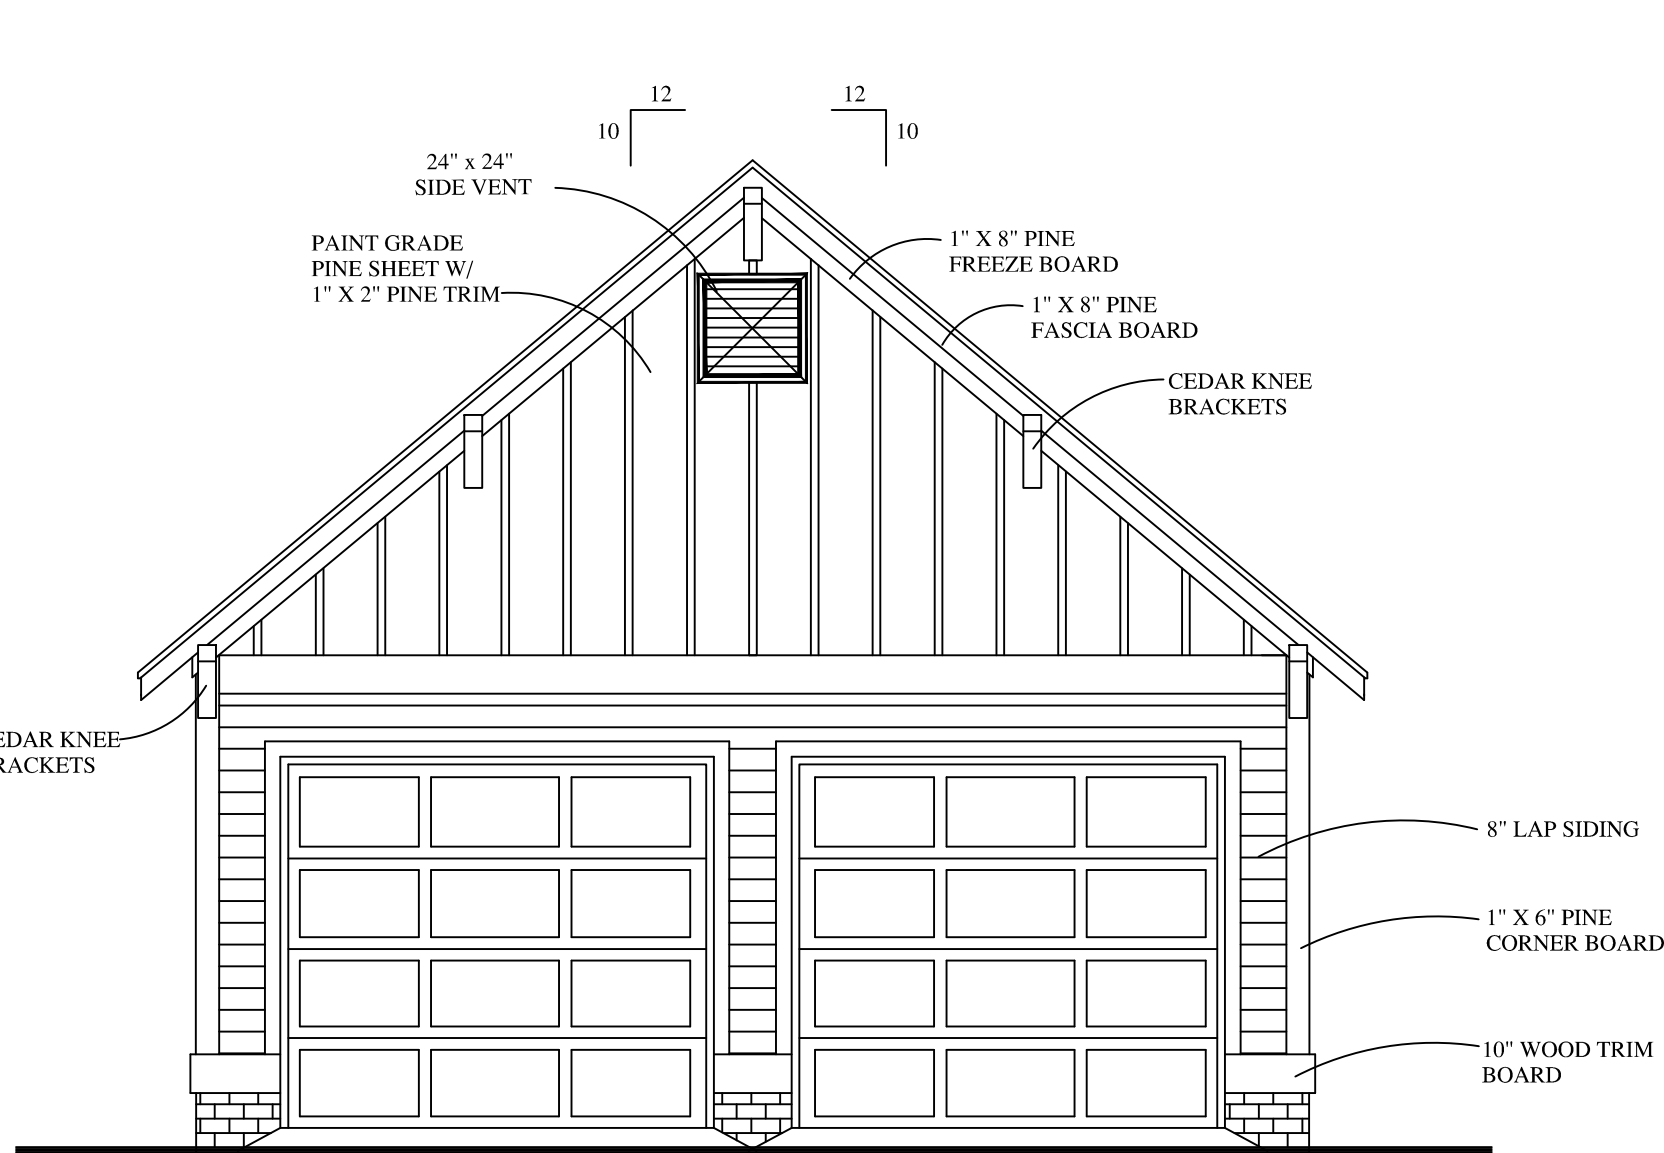 12
12
10
10
24" x 24"
SIDE VENT
PAINT GRADE
PINE SHEET W/
1" X 2" PINE TRIM
1" X 8" PINE
FREEZE BOARD
1" X 8" PINE
FASCIA BOARD
CEDAR KNEE
BRACKETS
EDAR KNEE
RACKETS
8" LAP SIDING
1" X 6" PINE
CORNER BOARD
10" WOOD TRIM
BOARD